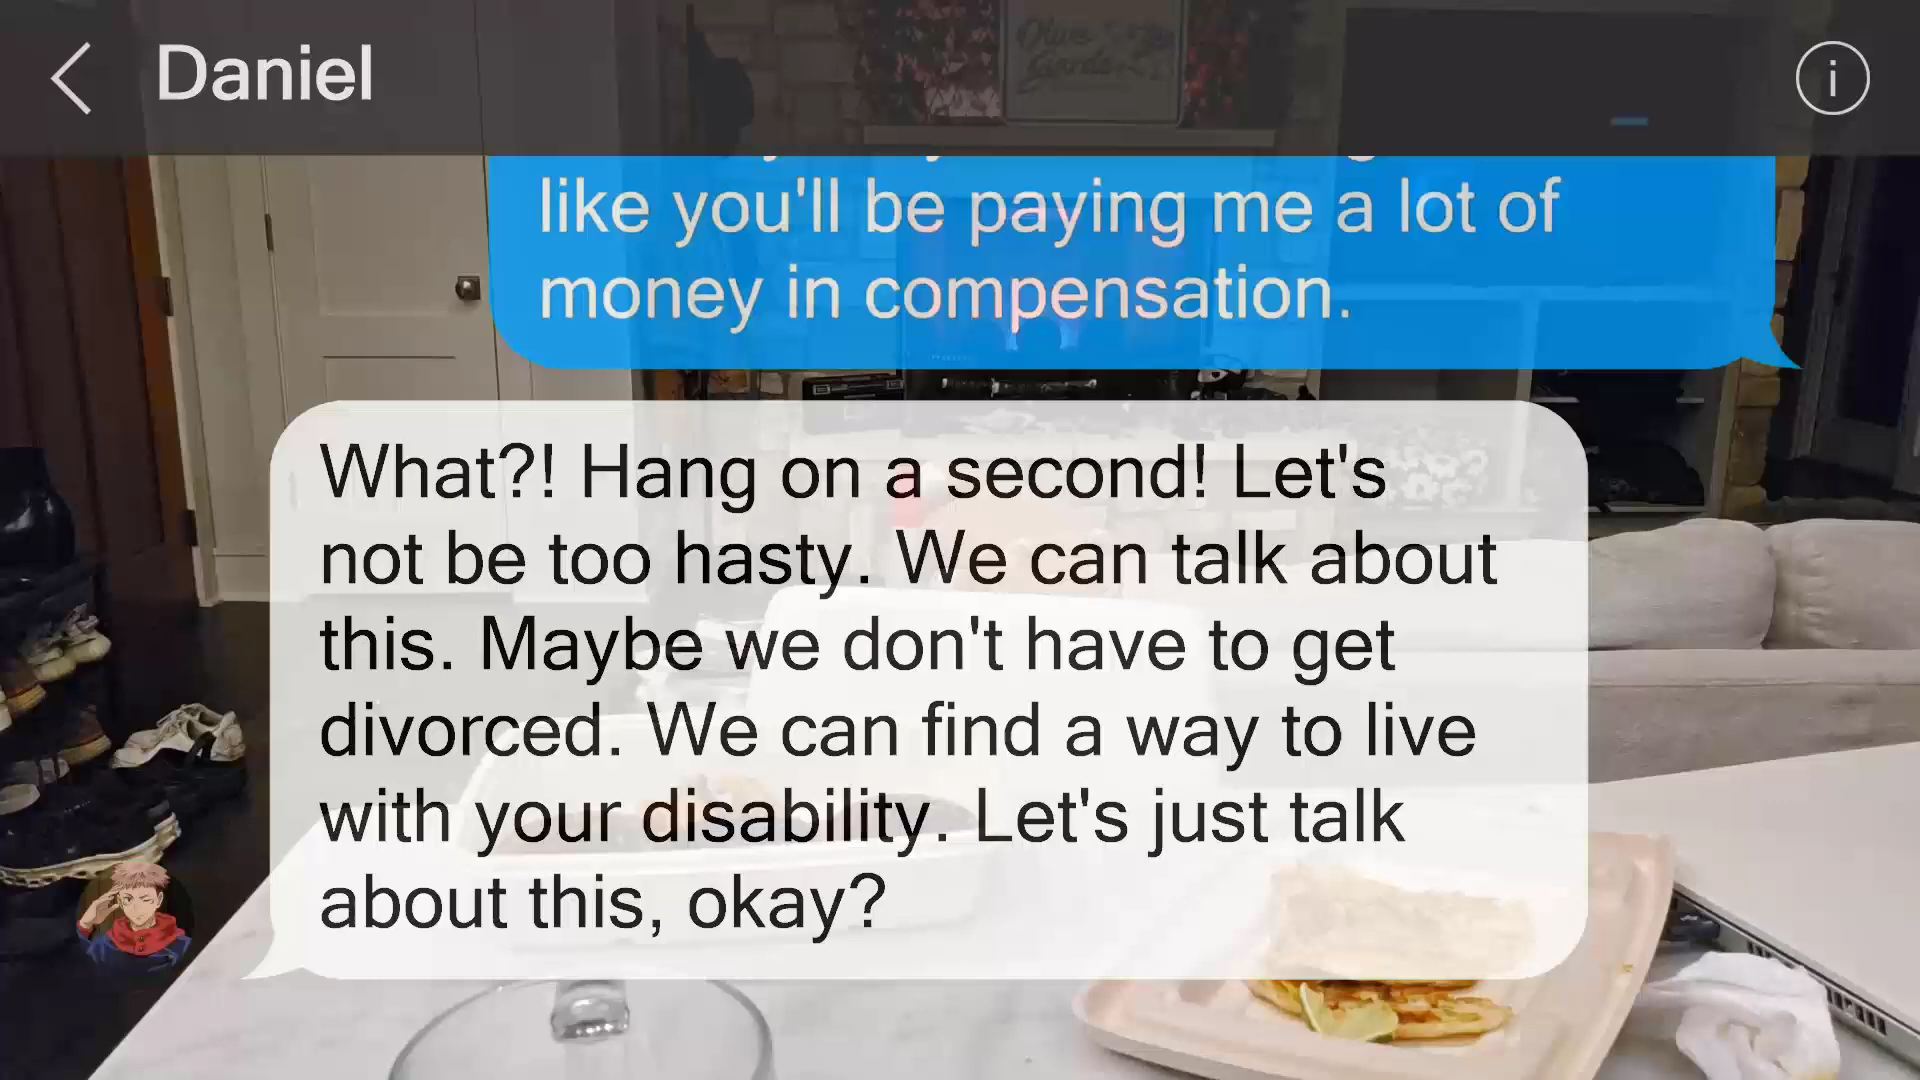 Daniel
i
Olive
Garden
like you'll be paying me a lot of
money in compensation.
What?! Hang on a second! Let's
not be too hasty. We can talk about
this. Maybe we don't have to get
divorced. We can find a way to live
with your disability. Let's just talk
about this, okay?